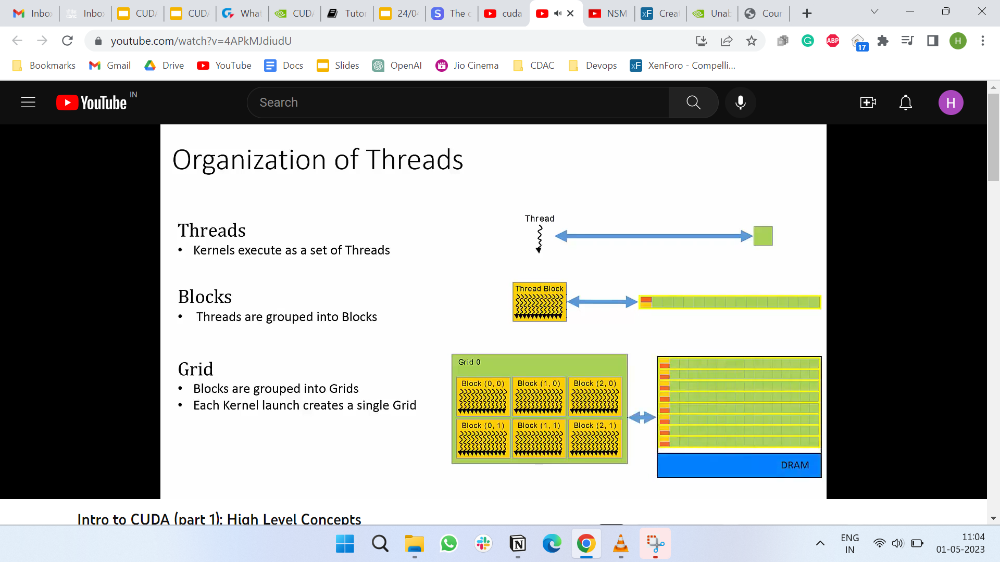 Inbo
Inbo
CUD
CUD
What
CUD
Tutor
24/0
The c
cuda
NSM
Creat
Unab
Cour
youtube.com/watch?v=4APkMJdiudU
ABP
17
H
Bookmarks
Gmail
Drive
YouTube
Docs
Slides
OpenAI
Jio Cinema
CDAC
Devops
XenForo - Compelli...
YouTube IN
Search
H
Organization of Threads
Threads
• Kernels execute as a set of Threads
Thread
Blocks
• Threads are grouped into Blocks
Thread Block
Grid
• Blocks are grouped into Grids
• Each Kernel launch creates a single Grid
Grid 0
Block (0, 0) Block (1, 0) Block (2, 0)
Block (0, 1) Block (1, 1) Block (2, 1)
DRAM
Intro to CUDA (part 1): High Level Concepts
ENG
IN
11:04
01-05-2023